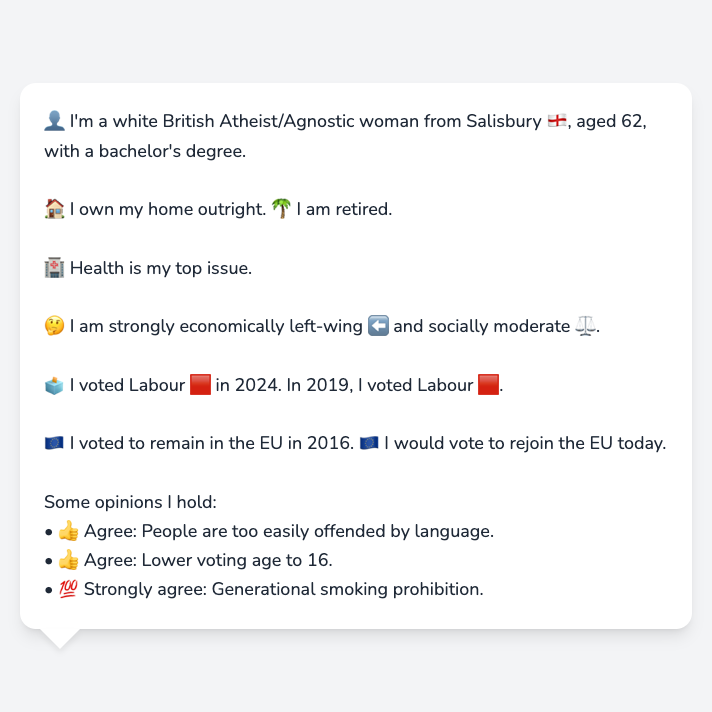 👤 I'm a white British Atheist/Agnostic woman from Salisbury 🏴󠁧󠁢󠁥󠁮󠁧󠁿, aged 62,
with a bachelor's degree.
🏠 I own my home outright. 🌴 I am retired.
🏥 Health is my top issue.
🤔 I am strongly economically left-wing ⬅️ and socially moderate ⚖️.
🗳️ I voted Labour 🟥 in 2024. In 2019, I voted Labour 🟥.
🇪🇺 I voted to remain in the EU in 2016. 🇪🇺 I would vote to rejoin the EU today.
Some opinions I hold:
• 👍 Agree: People are too easily offended by language.
• 👍 Agree: Lower voting age to 16.
• 💯 Strongly agree: Generational smoking prohibition.